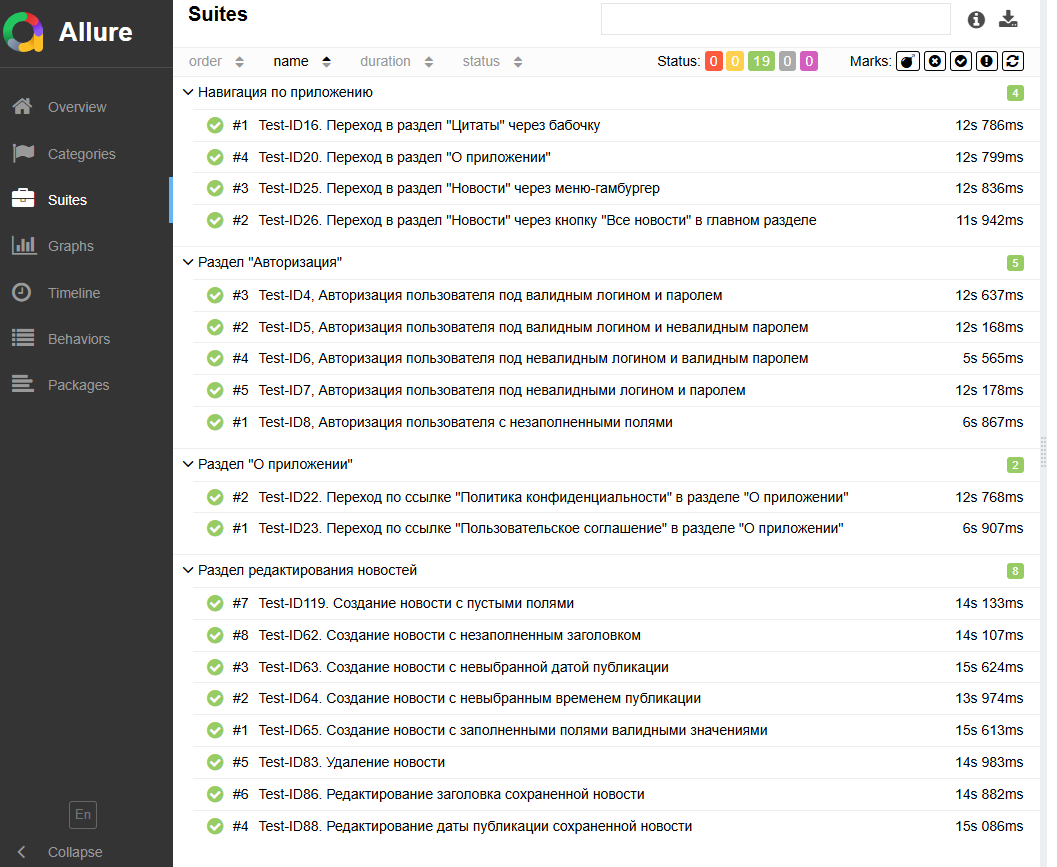 Allure
Overview
Categories
Suites
Graphs
Timeline
Behaviors
Packages
En
Collapse
Suites
order name duration status Status: 0 0 19 0 0 Marks:
Навигация по приложению 4
#1 Test-ID16. Переход в раздел "Цитаты" через бабочку 12s 786ms
#4 Test-ID20. Переход в раздел "О приложении" 12s 799ms
#3 Test-ID25. Переход в раздел "Новости" через меню-гамбургер 12s 836ms
#2 Test-ID26. Переход в раздел "Новости" через кнопку "Все новости" в главном разделе 11s 942ms
Раздел "Авторизация" 5
#3 Test-ID4, Авторизация пользователя под валидным логином и паролем 12s 637ms
#2 Test-ID5, Авторизация пользователя под валидным логином и невалидным паролем 12s 168ms
#4 Test-ID6, Авторизация пользователя под невалидным логином и валидным паролем 5s 565ms
#5 Test-ID7, Авторизация пользователя под невалидными логином и паролем 12s 178ms
#1 Test-ID8, Авторизация пользователя с незаполненными полями 6s 867ms
Раздел "О приложении" 2
#2 Test-ID22. Переход по ссылке "Политика конфиденциальности" в разделе "О приложении" 12s 768ms
#1 Test-ID23. Переход по ссылке "Пользовательское соглашение" в разделе "О приложении" 6s 907ms
Раздел редактирования новостей 8
#7 Test-ID119. Создание новости с пустыми полями 14s 133ms
#8 Test-ID62. Создание новости с незаполненным заголовком 14s 107ms
#3 Test-ID63. Создание новости с невыбранной датой публикации 15s 624ms
#2 Test-ID64. Создание новости с невыбранным временем публикации 13s 974ms
#1 Test-ID65. Создание новости с заполненными полями валидными значениями 15s 613ms
#5 Test-ID83. Удаление новости 14s 983ms
#6 Test-ID86. Редактирование заголовка сохраненной новости 14s 882ms
#4 Test-ID88. Редактирование даты публикации сохраненной новости 15s 086ms